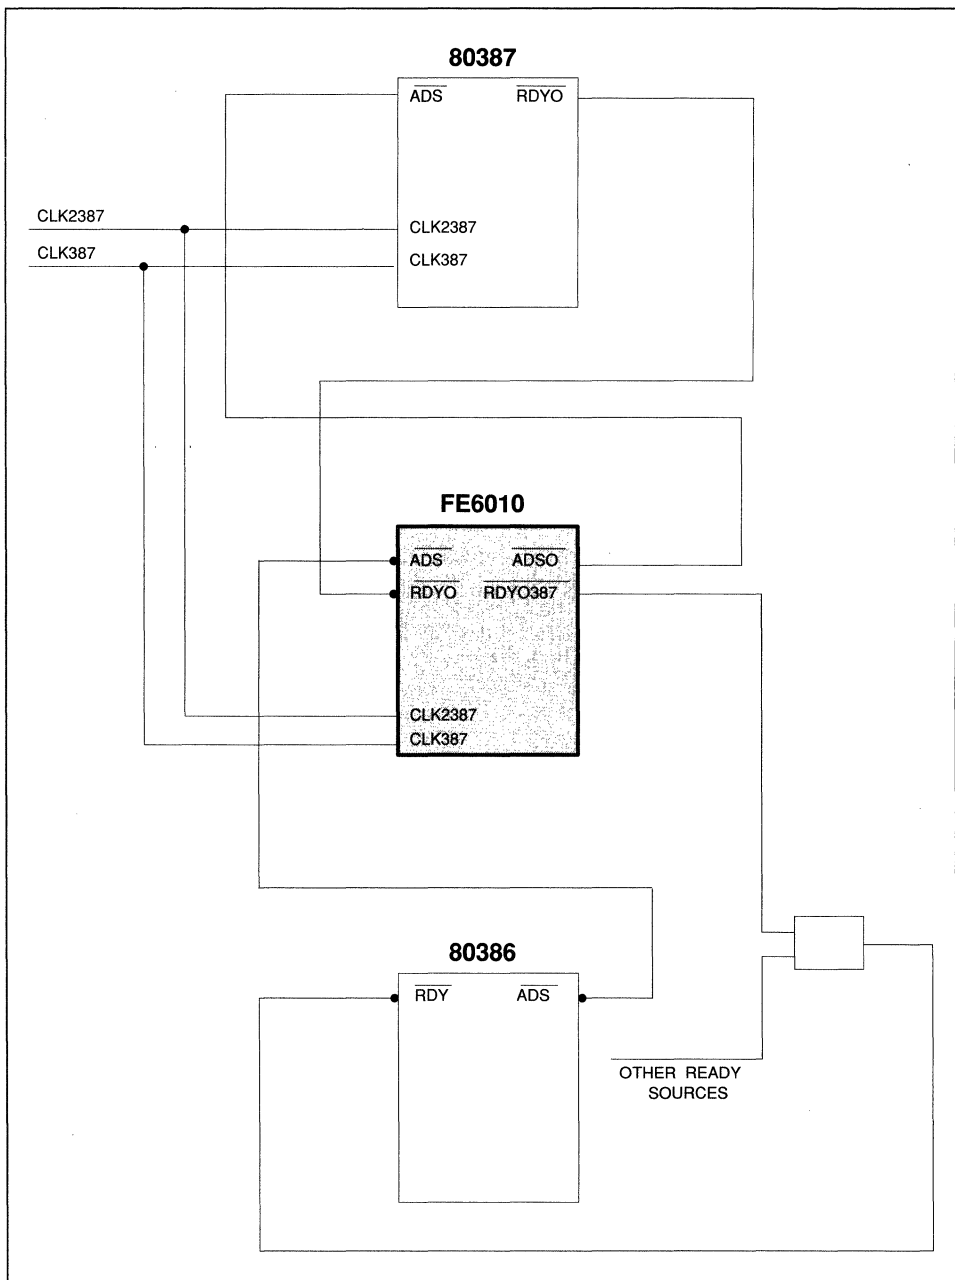 80387
ADS RDYO
CLK2387
CLK2387
CLK387
CLK387
FE6010
ADS ADSO
RDYO RDYO387
CLK2387
CLK387
80386
RDY ADS
OTHER READY
SOURCES